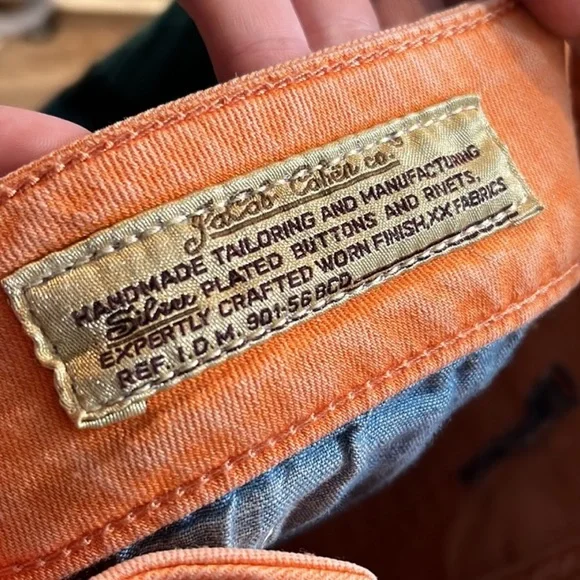 Jacob Cohën co.
HANDMADE TAILORING AND MANUFACTURING
Silver PLATED BUTTONS AND RIVETS,
EXPERTLY CRAFTED WORN FINISH, XX FABRICS
REF. I.D.M. 901-56 BCD